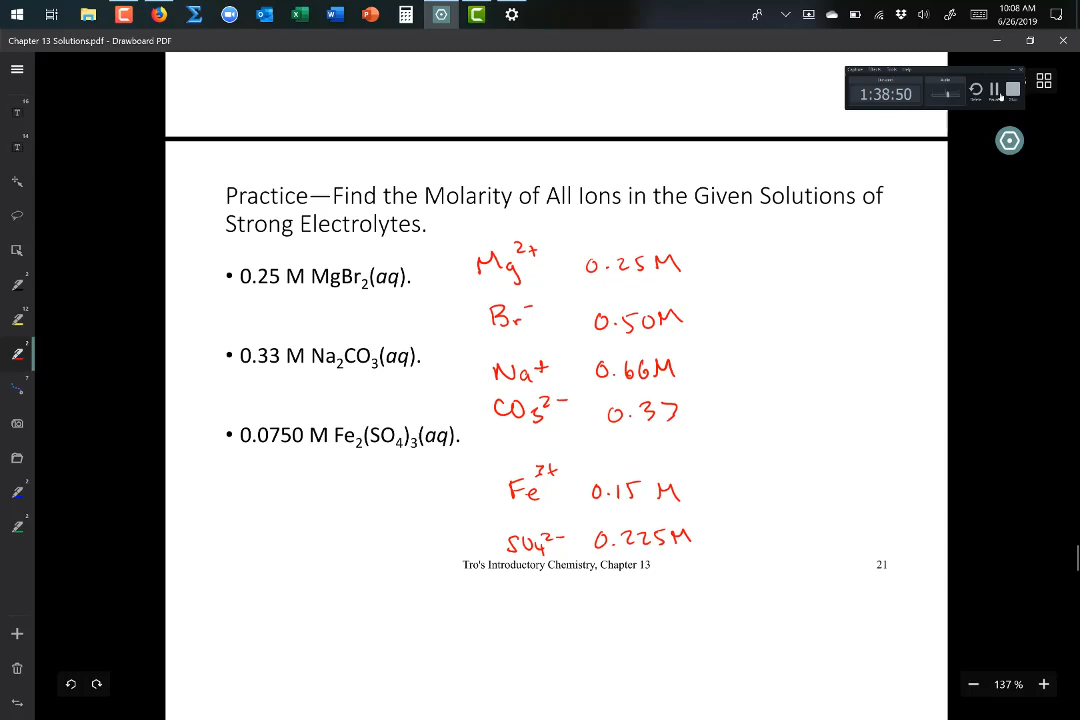 10:08 AM
6/26/2019
Chapter 13 Solutions.pdf - Drawboard PDF
1:38:50
Practice—Find the Molarity of All Ions in the Given Solutions of
Strong Electrolytes.
• 0.25 M MgBr₂(aq).
Mg²⁺ 0.25 M
Br⁻ 0.50M
• 0.33 M Na₂CO₃(aq).
Na⁺ 0.66M
CO₃²⁻ 0.33
• 0.0750 M Fe₂(SO₄)₃(aq).
Fe³⁺ 0.15 M
SO₄²⁻ 0.225M
Tro's Introductory Chemistry, Chapter 13
21
137 %